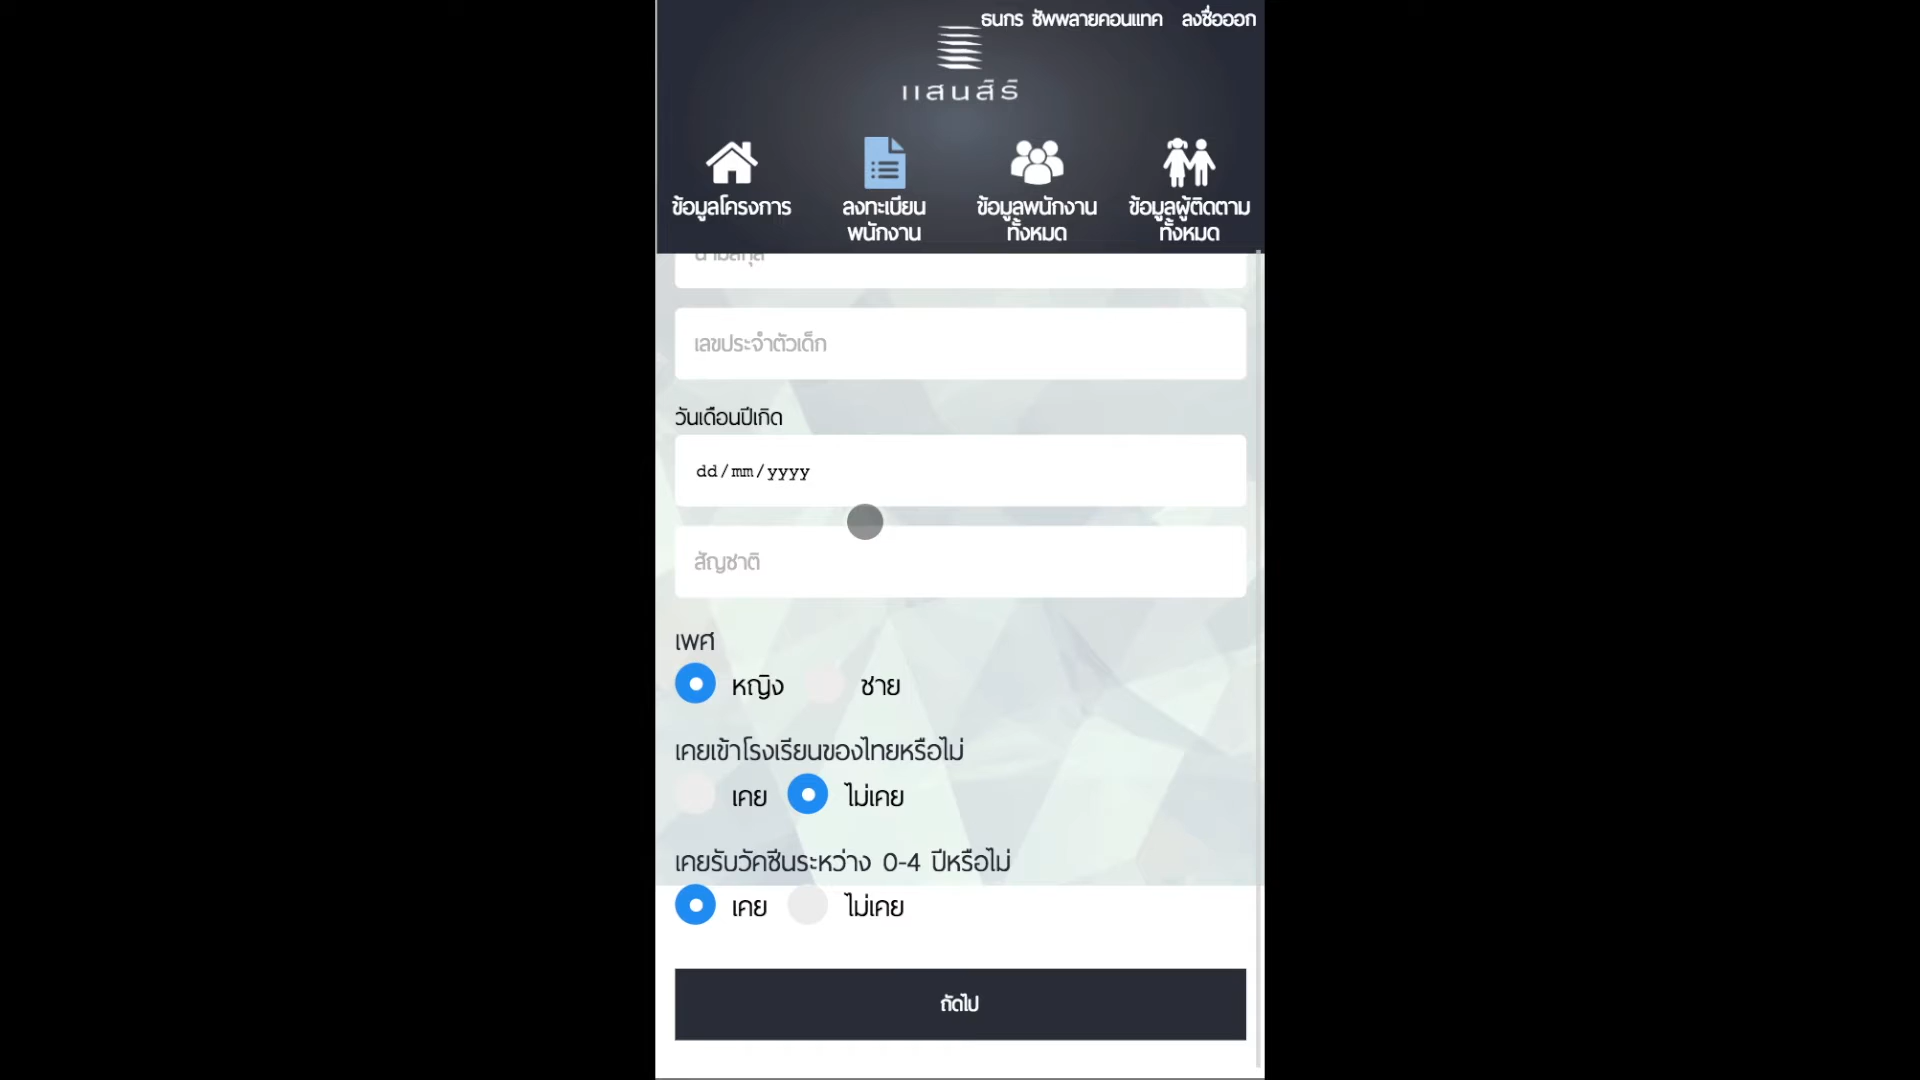 ธนกร ซัพพลายคอนแทค ลงชื่อออก
แสนสิริ
ข้อมูลโครงการ
ลงทะเบียน
พนักงาน
ข้อมูลพนักงาน
ทั้งหมด
ข้อมูลผู้ติดตาม
ทั้งหมด
นามสกุล
เลขประจำตัวเด็ก
วันเดือนปีเกิด
dd/mm/yyyy
สัญชาติ
เพศ
หญิง ชาย
เคยเข้าโรงเรียนของไทยหรือไม่
เคย ไม่เคย
เคยรับวัคซีนระหว่าง 0-4 ปีหรือไม่
เคย ไม่เคย
ถัดไป